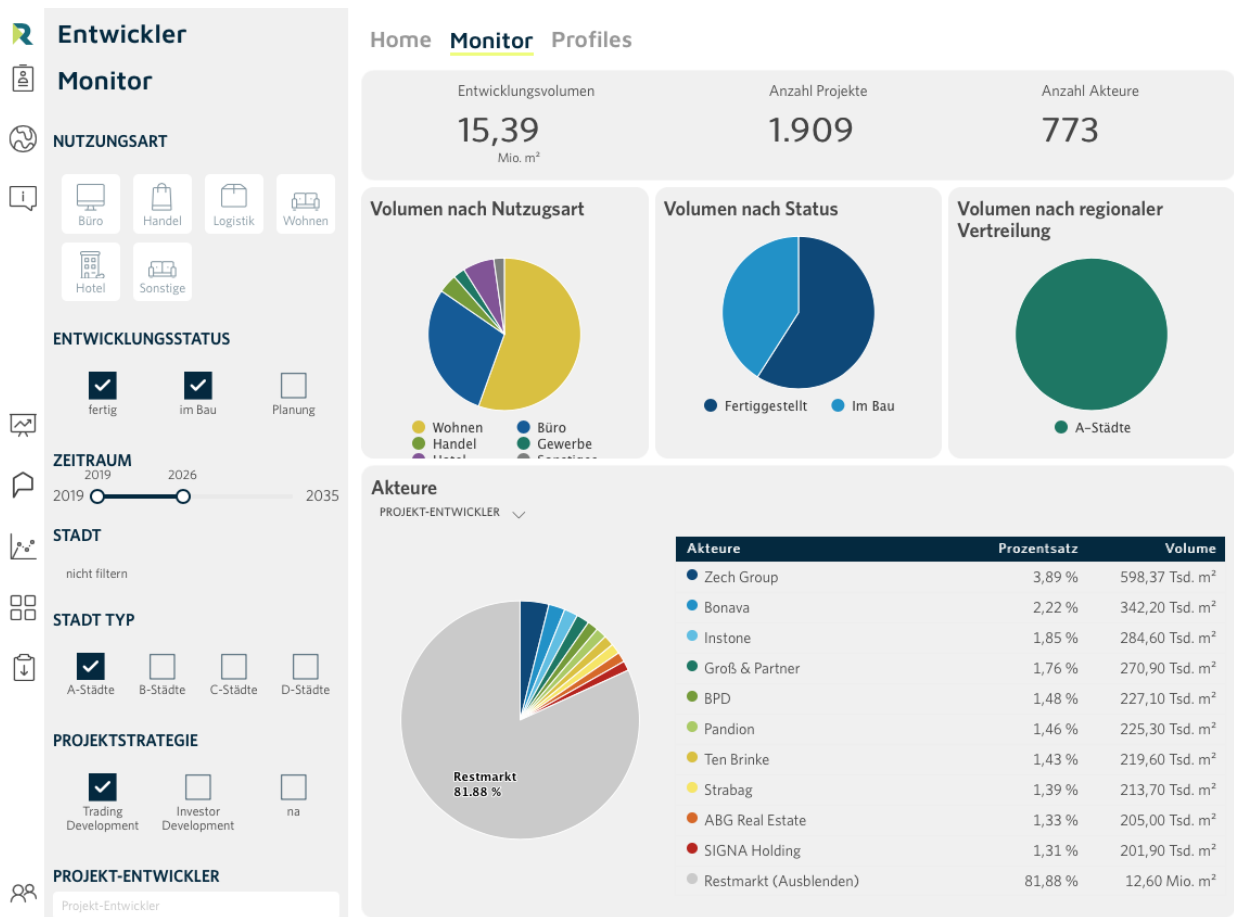 Entwickler
Monitor
NUTZUNGSART
Büro Handel Logistik Wohnen
Hotel Sonstige
ENTWICKLUNGSSTATUS
fertig im Bau Planung
ZEITRAUM
2019 2026
2019 2035
STADT
nicht filtern
STADT TYP
A-Städte B-Städte C-Städte D-Städte
PROJEKTSTRATEGIE
Trading Investor na
Development Development
PROJEKT-ENTWICKLER
Projekt-Entwickler
Home Monitor Profiles
Entwicklungsvolumen Anzahl Projekte Anzahl Akteure
15,39 1.909 773
Mio. m²
Volumen nach Nutzugsart
Wohnen Büro
Handel Gewerbe
Hotel Sonstiges
Volumen nach Status
Fertiggestellt Im Bau
Volumen nach regionaler
Vertreilung
A-Städte
Akteure
PROJEKT-ENTWICKLER
Restmarkt
81.88 %
Akteure Prozentsatz Volume
Zech Group 3,89 % 598,37 Tsd. m²
Bonava 2,22 % 342,20 Tsd. m²
Instone 1,85 % 284,60 Tsd. m²
Groß & Partner 1,76 % 270,90 Tsd. m²
BPD 1,48 % 227,10 Tsd. m²
Pandion 1,46 % 225,30 Tsd. m²
Ten Brinke 1,43 % 219,60 Tsd. m²
Strabag 1,39 % 213,70 Tsd. m²
ABG Real Estate 1,33 % 205,00 Tsd. m²
SIGNA Holding 1,31 % 201,90 Tsd. m²
Restmarkt (Ausblenden) 81,88 % 12,60 Mio. m²